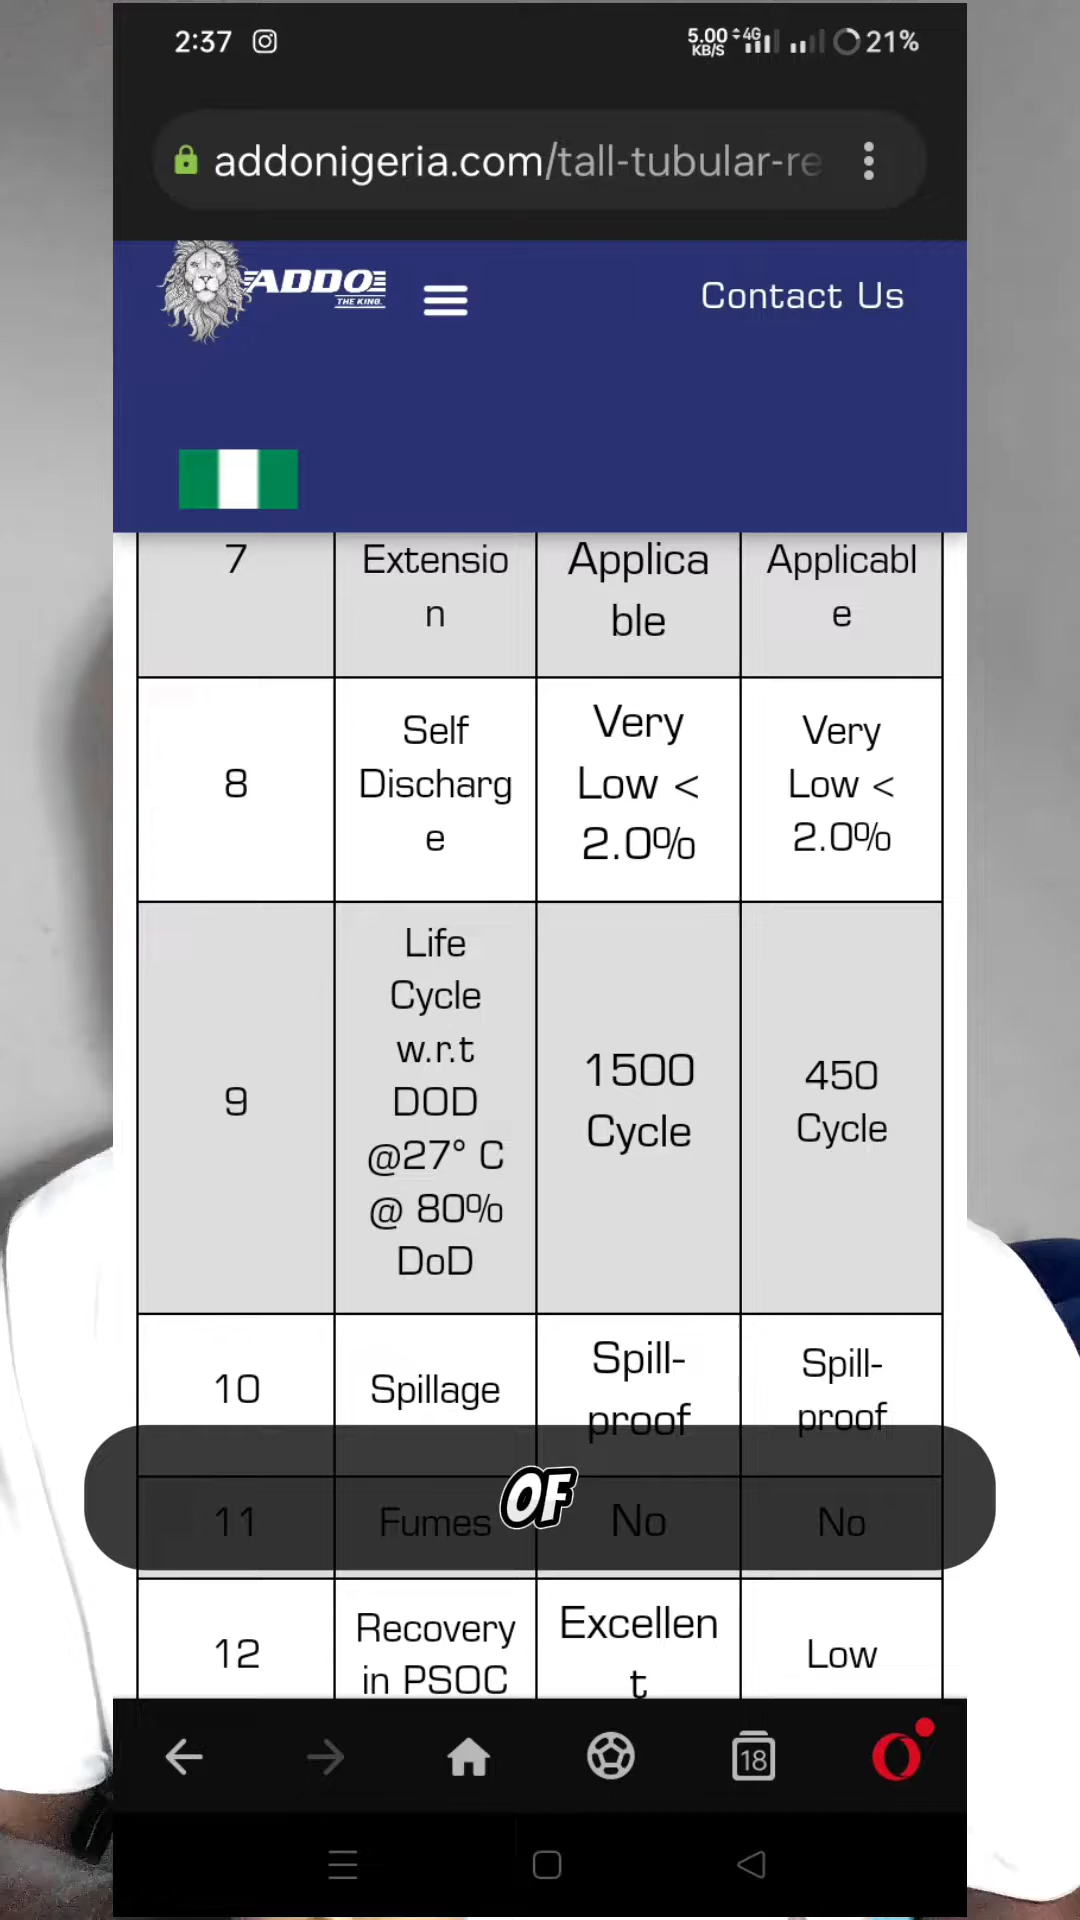 2:37
5.00 KB/S
4G
21%
addonigeria.com/tall-tubular-re
ADDO
THE KING.
Contact Us
7
Extensio
n
Applica
ble
Applicabl
e
8
Self
Discharg
e
Very
Low <
2.0%
Very
Low <
2.0%
9
Life
Cycle
w.r.t
DOD
@27° C
@ 80%
DoD
1500
Cycle
450
Cycle
10
Spillage
Spill-
proof
Spill-
proof
OF
11
Fumes
No
No
12
Recovery
in PSOC
Excellen
t
Low
18